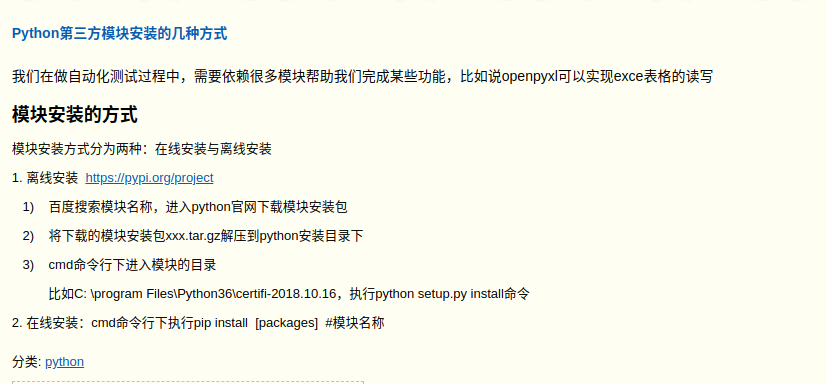 Python第三方模块安装的几种方式
我们在做自动化测试过程中，需要依赖很多模块帮助我们完成某些功能，比如说openpyxl可以实现exce表格的读写
模块安装的方式
模块安装方式分为两种：在线安装与离线安装
1. 离线安装 https://pypi.org/project
1) 百度搜索模块名称，进入python官网下载模块安装包
2) 将下载的模块安装包xxx.tar.gz解压到python安装目录下
3) cmd命令行下进入模块的目录
比如C: \program Files\Python36\certifi-2018.10.16，执行python setup.py install命令
2. 在线安装：cmd命令行下执行pip install [packages] #模块名称
分类: python